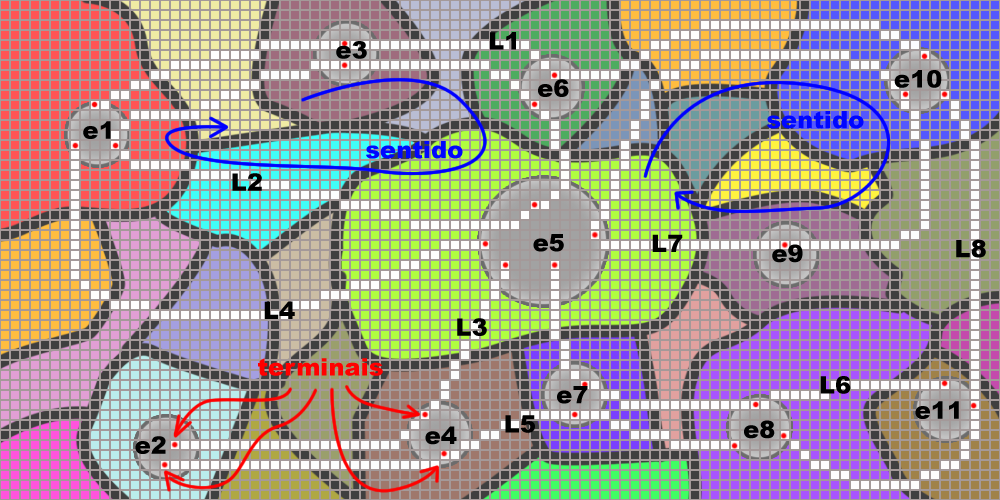 L1
e3
e6
e10
e1
sentido
sentido
L2
e5
L7
e9
L8
L4
L3
terminais
e7
L6
e11
L5
e8
e2
e4